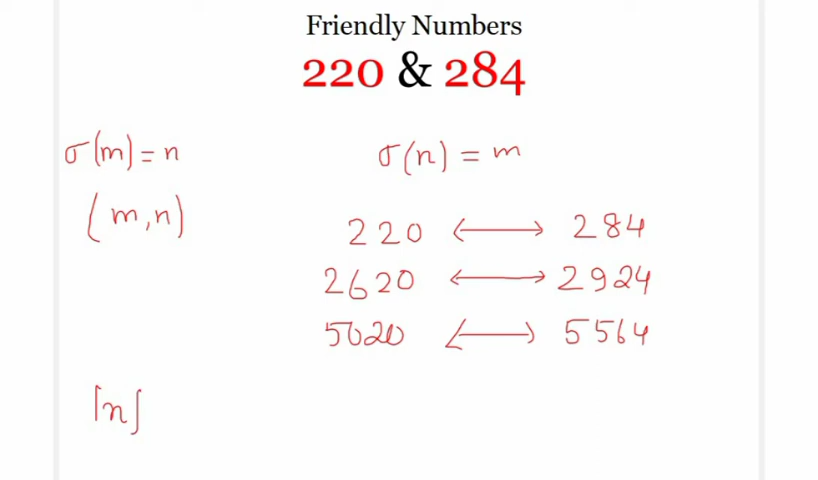 Friendly Numbers
220 & 284
σ(m) = n σ(n) = m
(m,n)
220 ⟷ 284
2620 ⟷ 2924
5020 ⟷ 5564
⌈n⌋